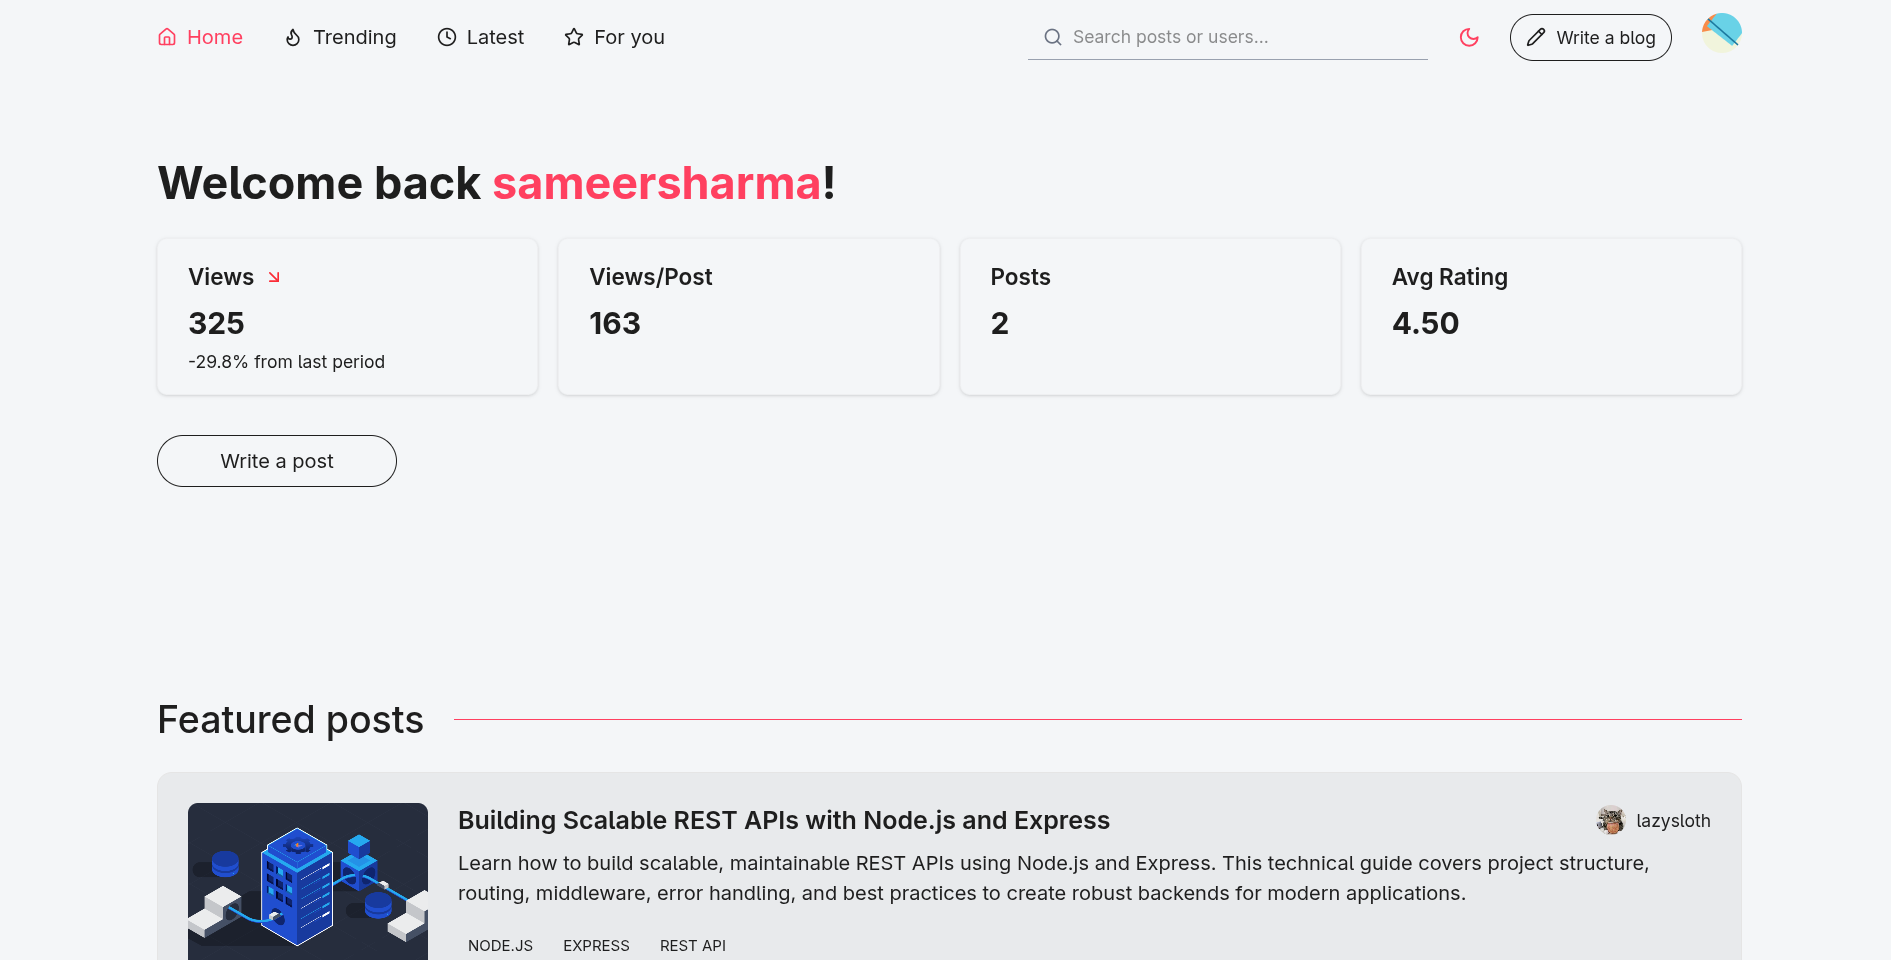 Home
Trending
Latest
For you
Search posts or users...
Write a blog
Welcome back sameersharma!
Views
325
-29.8% from last period
Views/Post
163
Posts
2
Avg Rating
4.50
Write a post
Featured posts
Building Scalable REST APIs with Node.js and Express
lazysloth
Learn how to build scalable, maintainable REST APIs using Node.js and Express. This technical guide covers project structure,
routing, middleware, error handling, and best practices to create robust backends for modern applications.
NODE.JS
EXPRESS
REST API